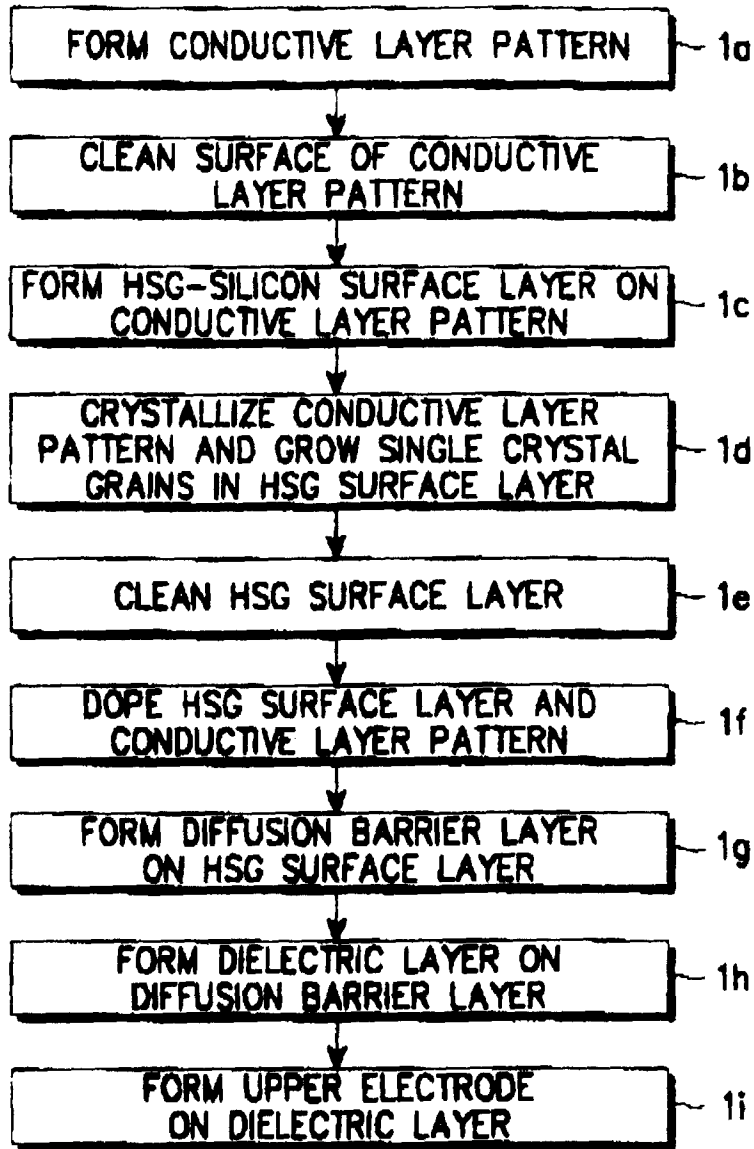 FORM CONDUCTIVE LAYER PATTERN
1a
CLEAN SURFACE OF CONDUCTIVE
LAYER PATTERN
1b
FORM HSG-SILICON SURFACE LAYER ON
CONDUCTIVE LAYER PATTERN
1c
CRYSTALLIZE CONDUCTIVE LAYER
PATTERN AND GROW SINGLE CRYSTAL
GRAINS IN HSG SURFACE LAYER
1d
CLEAN HSG SURFACE LAYER
1e
DOPE HSG SURFACE LAYER AND
CONDUCTIVE LAYER PATTERN
1f
FORM DIFFUSION BARRIER LAYER
ON HSG SURFACE LAYER
1g
FORM DIELECTRIC LAYER ON
DIFFUSION BARRIER LAYER
1h
FORM UPPER ELECTRODE
ON DIELECTRIC LAYER
1i